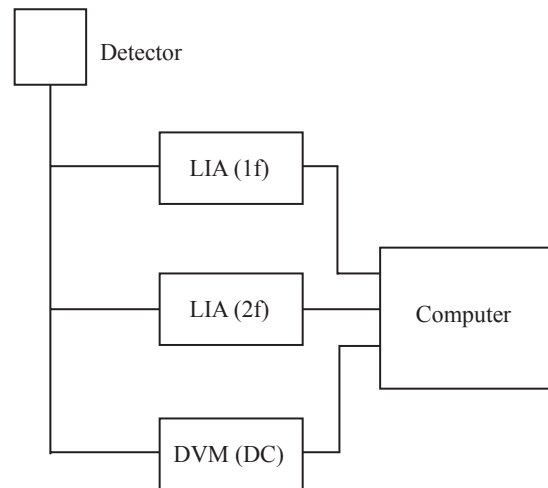 Detector
LIA (1f)
LIA (2f)
Computer
DVM (DC)